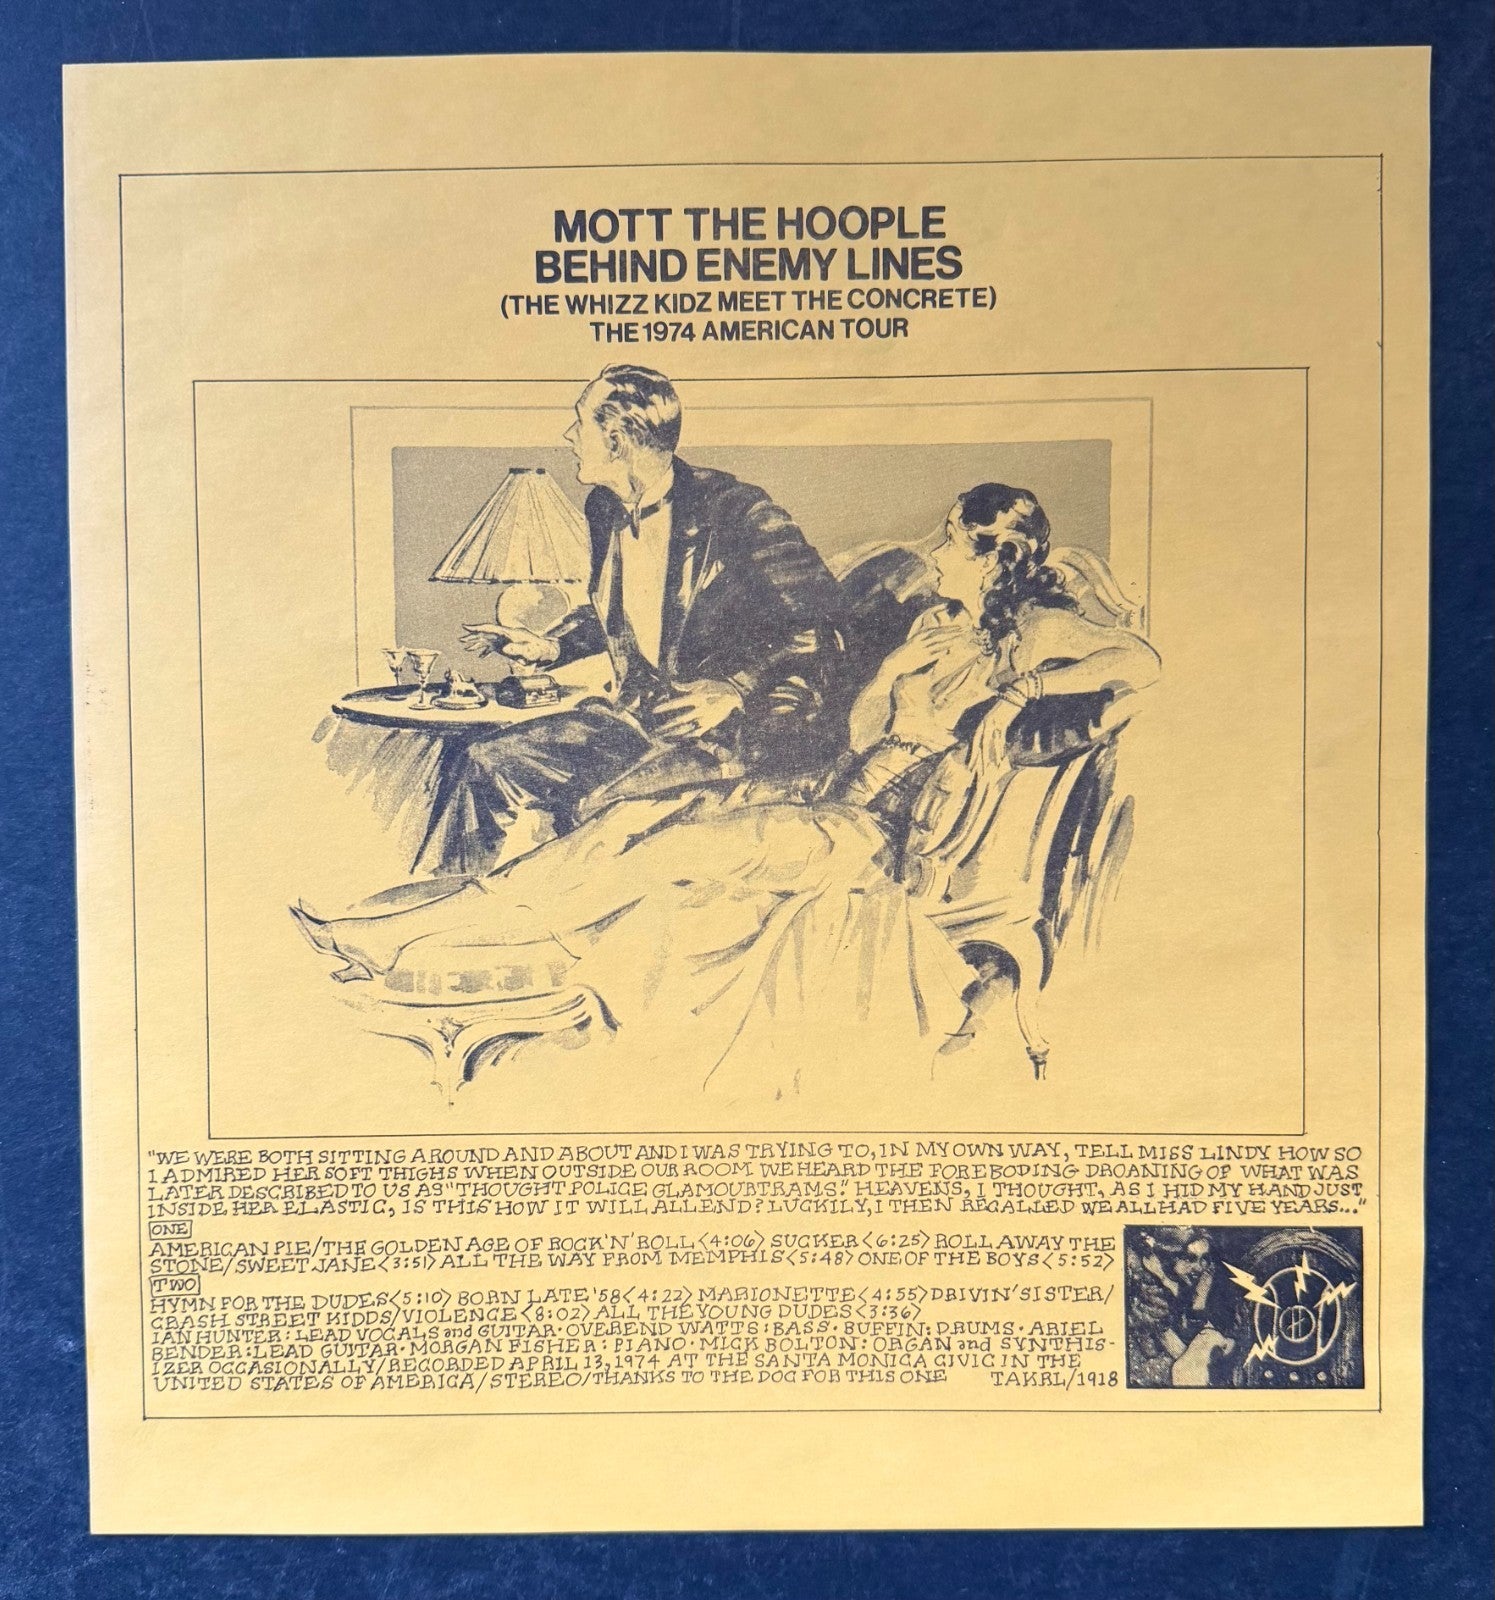 MOTT THE HOOPLE
BEHIND ENEMY LINES
(THE WHIZZ KIDZ MEET THE CONCRETE)
THE 1974 AMERICAN TOUR
"WE WERE BOTH SITTING AROUND AND ABOUT AND I WAS TRYING TO, IN MY OWN WAY, TELL MISS LINDY HOW SO
I ADMIRED HER SOFT THIGHS WHEN OUTSIDE OUR ROOM WE HEARD THE FOREBODING DROANING OF WHAT WAS
LATER DESCRIBED TO US AS "THOUGHT POLICE GLAMOURTRAMS." HEAVENS, I THOUGHT, AS I HID MY HAND JUST
INSIDE HER ELASTIC, IS THIS HOW IT WILL ALL END? LUCKILY, I THEN RECALLED WE ALL HAD FIVE YEARS..."
ONE
AMERICAN PIE/THE GOLDEN AGE OF ROCK'N'ROLL <4:06> SUCKER <6:25> ROLL AWAY THE
STONE/SWEET JANE <3:51> ALL THE WAY FROM MEMPHIS <5:48> ONE OF THE BOYS <5:52>
TWO
HYMN FOR THE DUDES <5:10> BORN LATE '58 <4:22> MARIONETTE <4:55> DRIVIN' SISTER/
CRASH STREET KIDDS/VIOLENCE <8:02> ALL THE YOUNG DUDES <3:36>
IAN HUNTER: LEAD VOCALS and GUITAR · OVEREND WATTS: BASS · BUFFIN: DRUMS · ARIEL
BENDER: LEAD GUITAR · MORGAN FISHER: PIANO · MICK BOLTON: ORGAN and SYNTHIS-
IZER OCCASIONALLY/RECORDED APRIL 13, 1974 AT THE SANTA MONICA CIVIC IN THE
UNITED STATES OF AMERICA/STEREO/THANKS TO THE DOC FOR THIS ONE TAKRL/1918